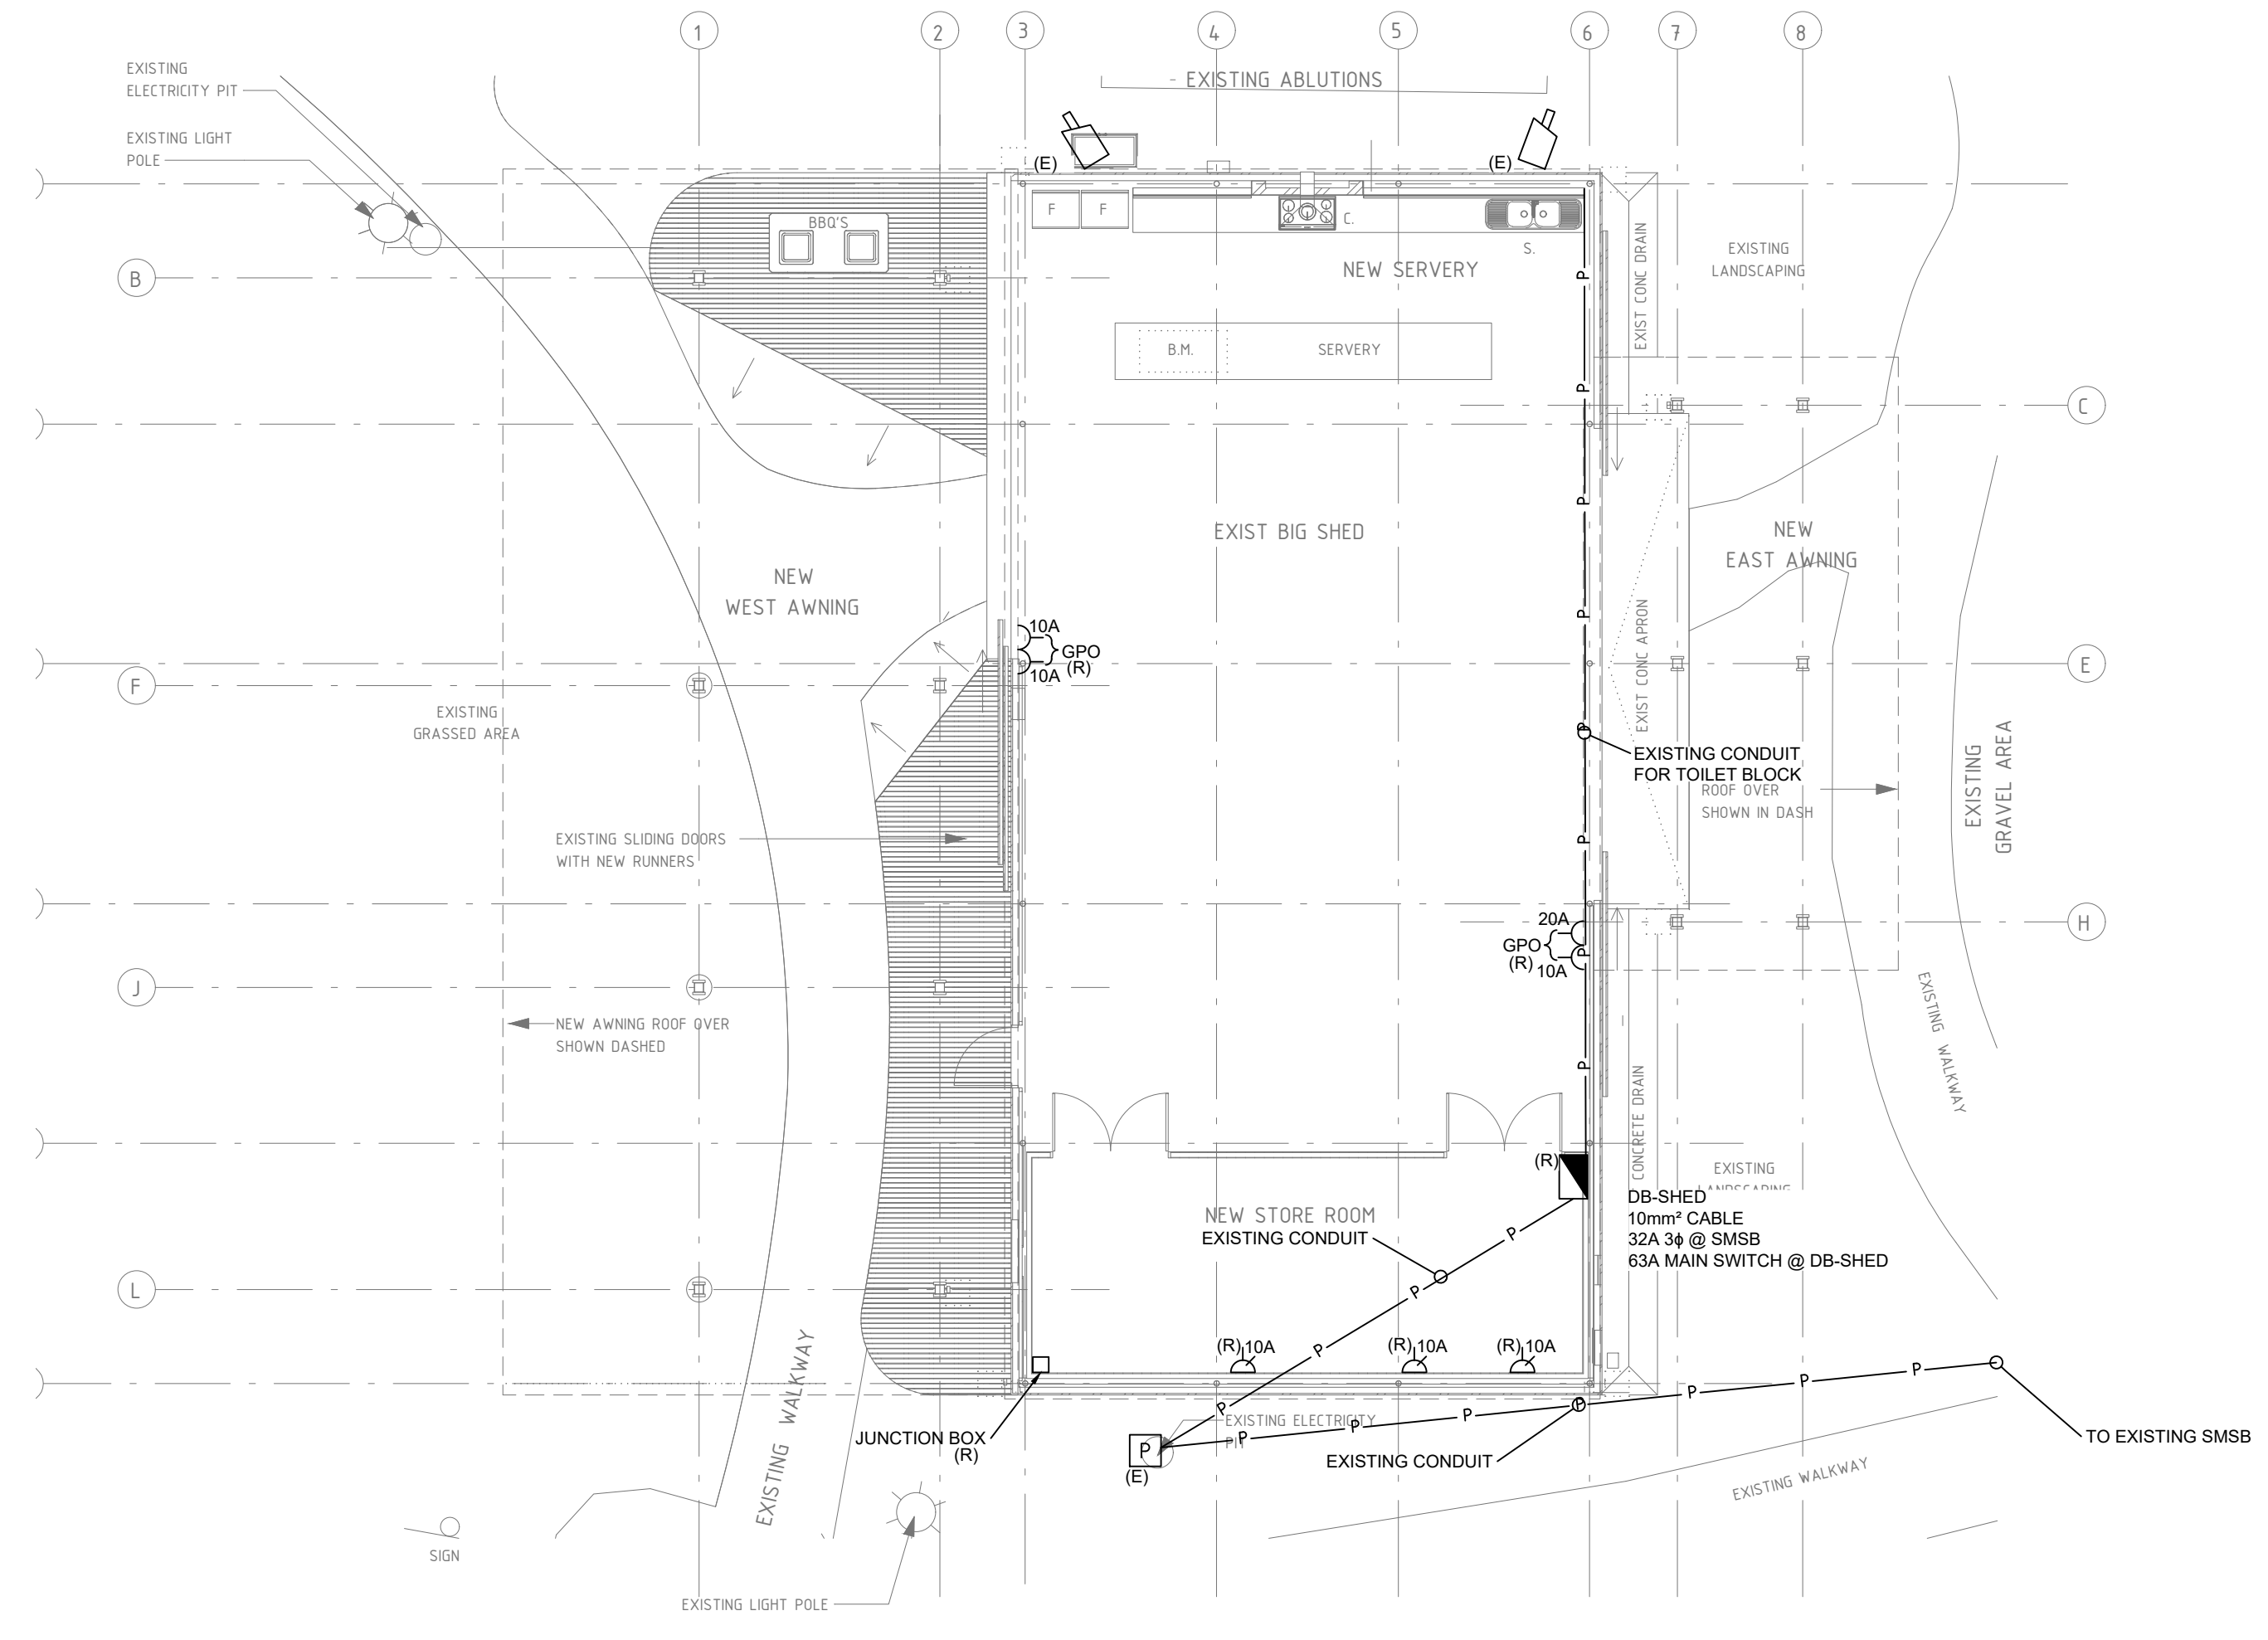 1
2
3
4
5
6
7
8
EXISTING
ELECTRICITY PIT
EXISTING LIGHT
POLE
EXISTING ABLUTIONS
(E)
(E)
BBQ'S
F
F
C.
S.
NEW SERVERY
B.M.
SERVERY
EXIST CONC DRAIN
EXISTING
LANDSCAPING
B
C
P
P
P
P
P
P
P
P
EXIST BIG SHED
NEW
WEST AWNING
NEW
EAST AWNING
EXIST CONC APRON
10A
GPO
(R)
10A
E
F
EXISTING
GRASSED AREA
EXISTING CONDUIT
FOR TOILET BLOCK
ROOF OVER
SHOWN IN DASH
EXISTING
GRAVEL AREA
EXISTING SLIDING DOORS
WITH NEW RUNNERS
20A
GPO
(R)
10A
H
J
NEW AWNING ROOF OVER
SHOWN DASHED
EXISTING WALKWAY
CONCRETE DRAIN
(R)
EXISTING
LANDSCAPING
DB-SHED
10mm² CABLE
32A 3ϕ @ SMSB
63A MAIN SWITCH @ DB-SHED
NEW STORE ROOM
EXISTING CONDUIT
P
P
P
P
L
(R) 10A
(R) 10A
(R) 10A
EXISTING WALKWAY
JUNCTION BOX
(R)
EXISTING ELECTRICITY
PIT
P
(E)
P
P
P
P
P
P
P
EXISTING CONDUIT
TO EXISTING SMSB
EXISTING WALKWAY
SIGN
EXISTING LIGHT POLE